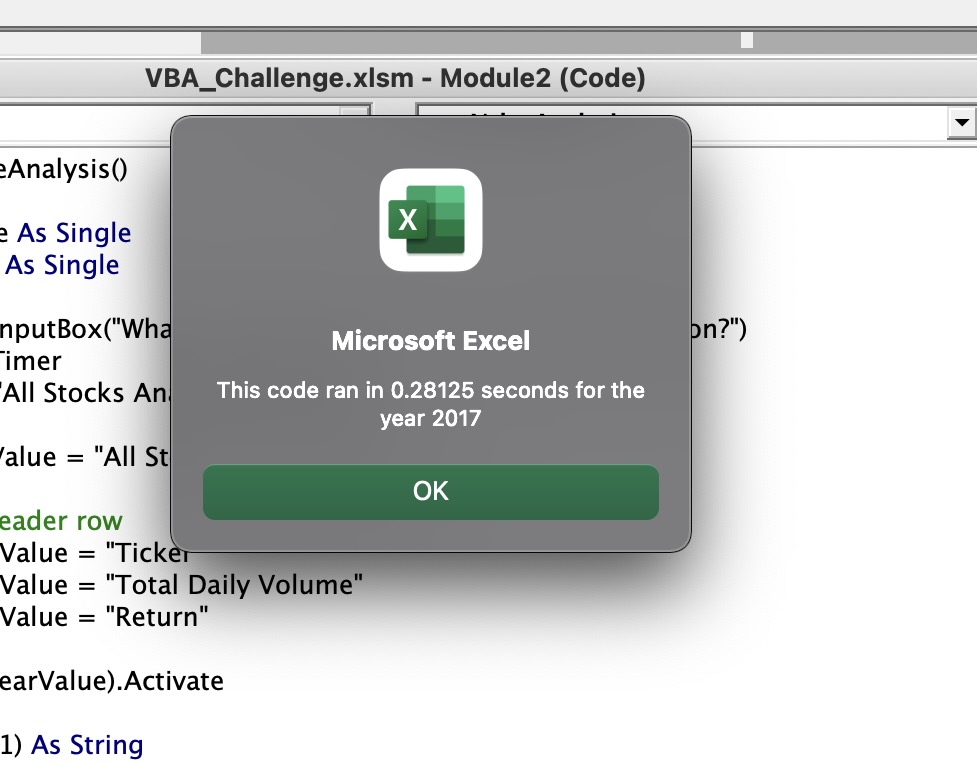 VBA_Challenge.xlsm - Module2 (Code)
eAnalysis()
e As Single
As Single
nputBox("Wha
on?")
Timer
"All Stocks Ana
Value = "All St
eader row
Value = "Ticker
Value = "Total Daily Volume"
Value = "Return"
earValue).Activate
1) As String
X
Microsoft Excel
This code ran in 0.28125 seconds for the
year 2017
OK